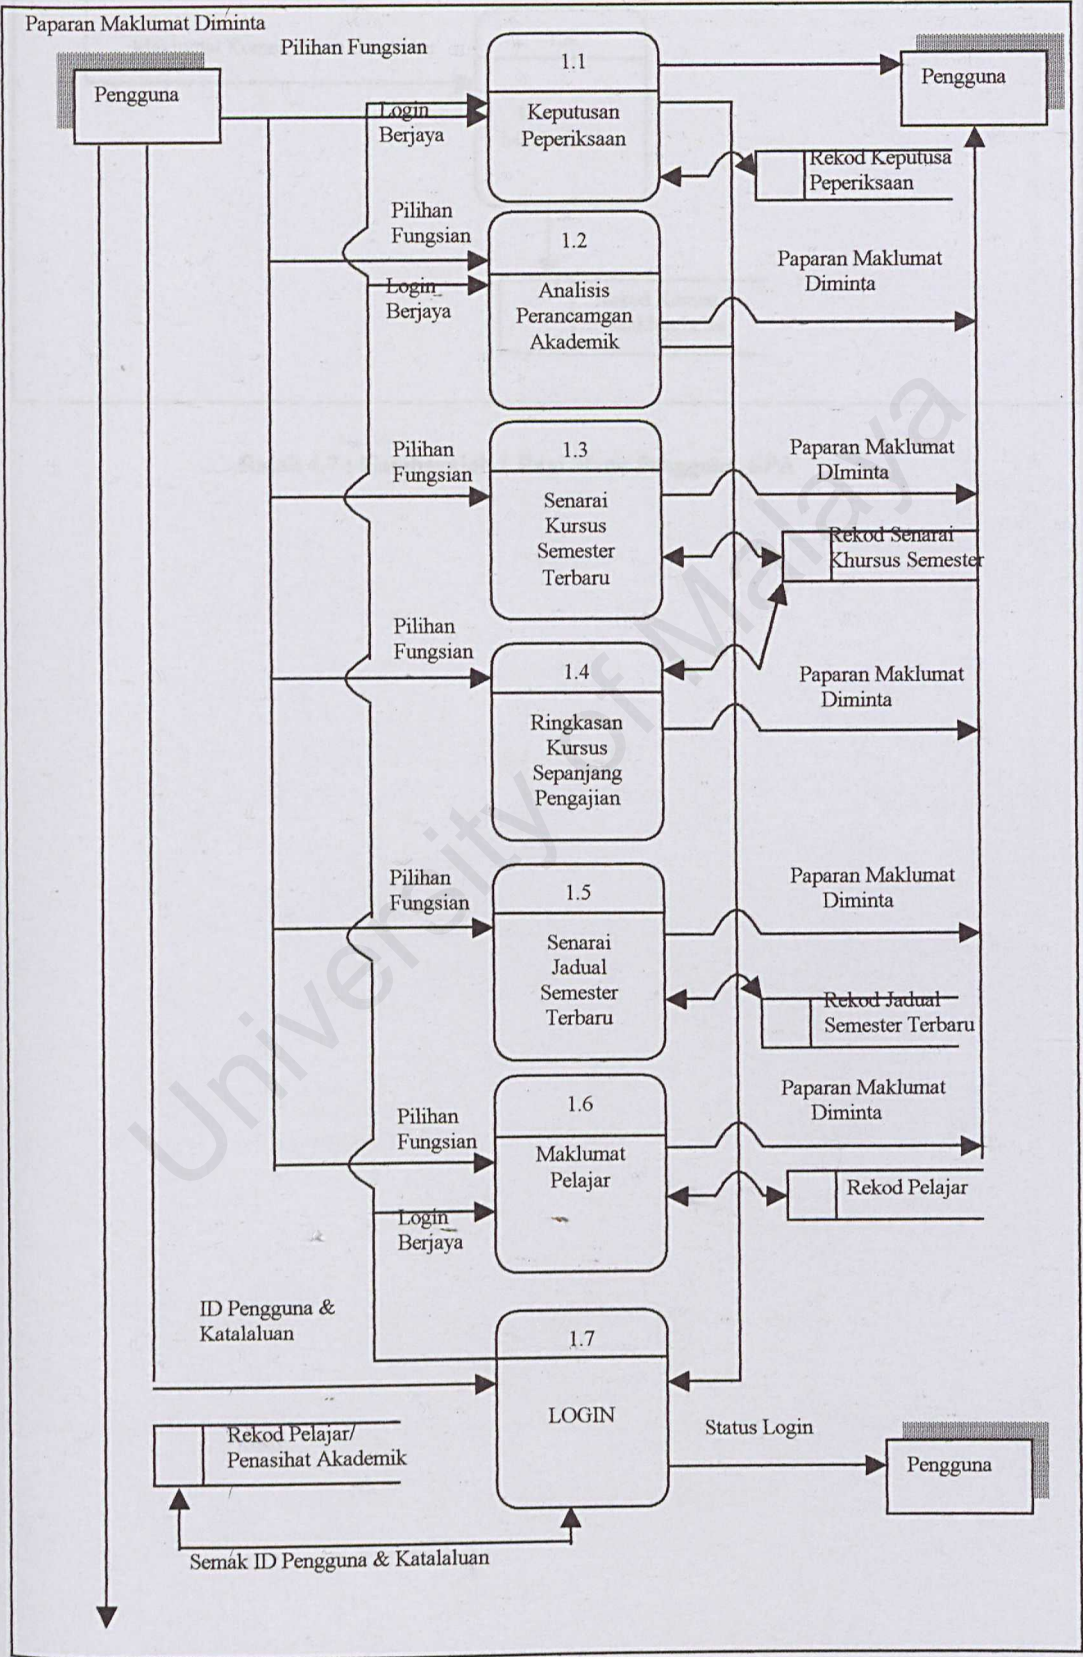 Paparan Maklumat Diminta
Pilihan Fungsian
Pengguna
1.1
Keputusan
Peperiksaan
Pengguna
Login
Berjaya
Rekod Keputusa
Peperiksaan
Pilihan
Fungsian
Login
Berjaya
1.2
Analisis
Perancamgan
Akademik
Paparan Maklumat
Diminta
Pilihan
Fungsian
1.3
Senarai
Kursus
Semester
Terbaru
Paparan Maklumat
DIminta
Rekod Senarai
Khursus Semester
Pilihan
Fungsian
1.4
Ringkasan
Kursus
Sepanjang
Pengajian
Paparan Maklumat
Diminta
Pilihan
Fungsian
1.5
Senarai
Jadual
Semester
Terbaru
Paparan Maklumat
Diminta
Rekod Jadual
Semester Terbaru
Pilihan
Fungsian
1.6
Maklumat
Pelajar
Paparan Maklumat
Diminta
Rekod Pelajar
Login
Berjaya
ID Pengguna &
Katalaluan
1.7
LOGIN
Rekod Pelajar/
Penasihat Akademik
Status Login
Pengguna
Semak ID Pengguna & Katalaluan
University of Malaya